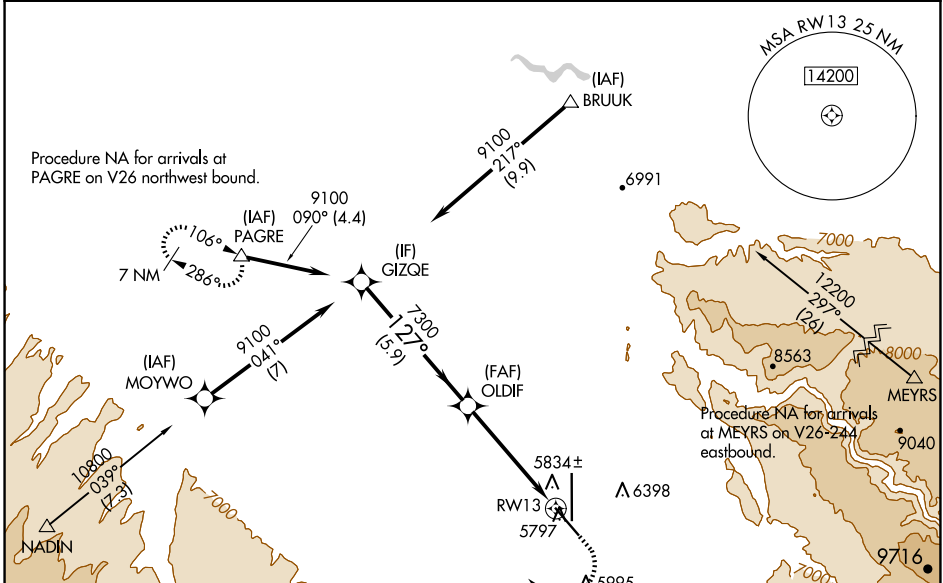 MSA RW13 25 NM
14200
(IAF)
BRUUK
9100
217°
(9.9)
6991
Procedure NA for arrivals at
PAGRE on V26 northwest bound.
9100
090° (4.4)
(IAF)
PAGRE
106°
286°
7 NM
(IF)
GIZQE
7000
12200
297°
(26)
7300
127°
(5.9)
9100
041°
(7)
(IAF)
MOYWO
(FAF)
OLDIF
8563
8000
MEYRS
Procedure NA for arrivals
at MEYRS on V26-244
eastbound.
9040
10800
039°
(7.3)
NADIN
7000
5834±
6398
RW13
5797
9716
7000
5995